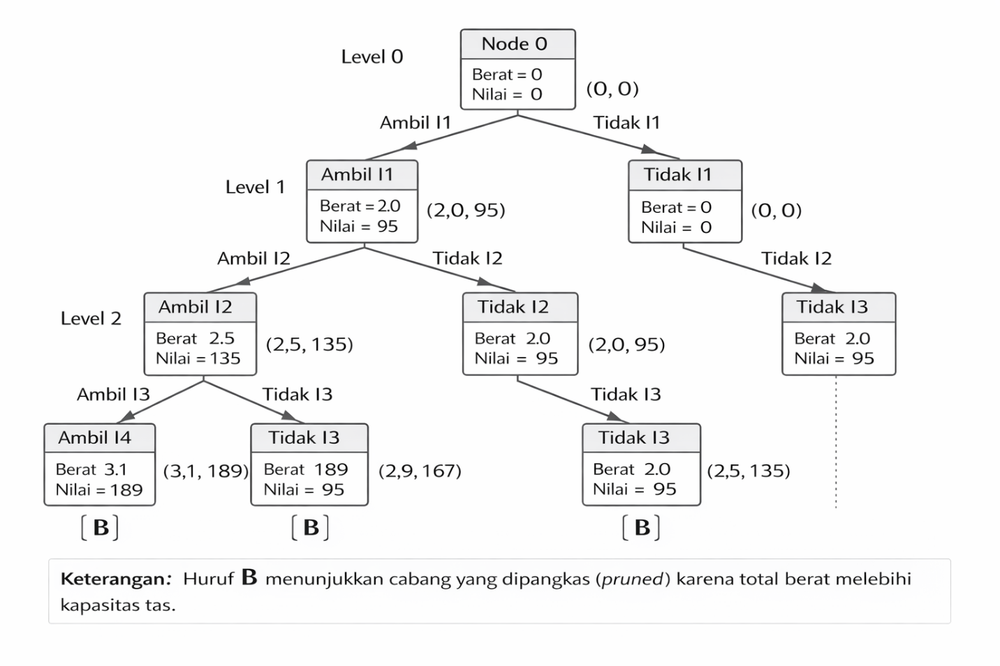 Node 0
Level 0
Berat = 0
Nilai = 0
(0, 0)
Ambil I1
Tidak I1
Ambil I1
Tidak I1
Level 1
Berat = 2.0
Nilai = 95
(2,0, 95)
Berat = 0
Nilai = 0
(0, 0)
Ambil I2
Tidak I2
Tidak I2
Ambil I2
Tidak I2
Tidak I3
Level 2
Berat 2.5
Nilai = 135
(2,5, 135)
Berat 2.0
Nilai = 95
(2,0, 95)
Berat 2.0
Nilai = 95
Ambil I3
Tidak I3
Tidak I3
Ambil I4
Tidak I3
Tidak I3
Berat 3.1
Nilai = 189
(3,1, 189)
Berat 189
Nilai = 95
(2,9, 167)
Berat 2.0
Nilai = 95
(2,5, 135)
[B]
[B]
[B]
Keterangan: Huruf B menunjukkan cabang yang dipangkas (pruned) karena total berat melebihi
kapasitas tas.